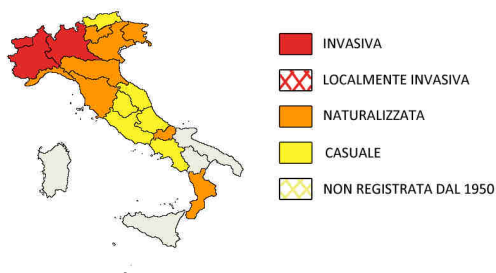 INVASIVA
LOCALMENTE INVASIVA
NATURALIZZATA
CASUALE
NON REGISTRATA DAL 1950